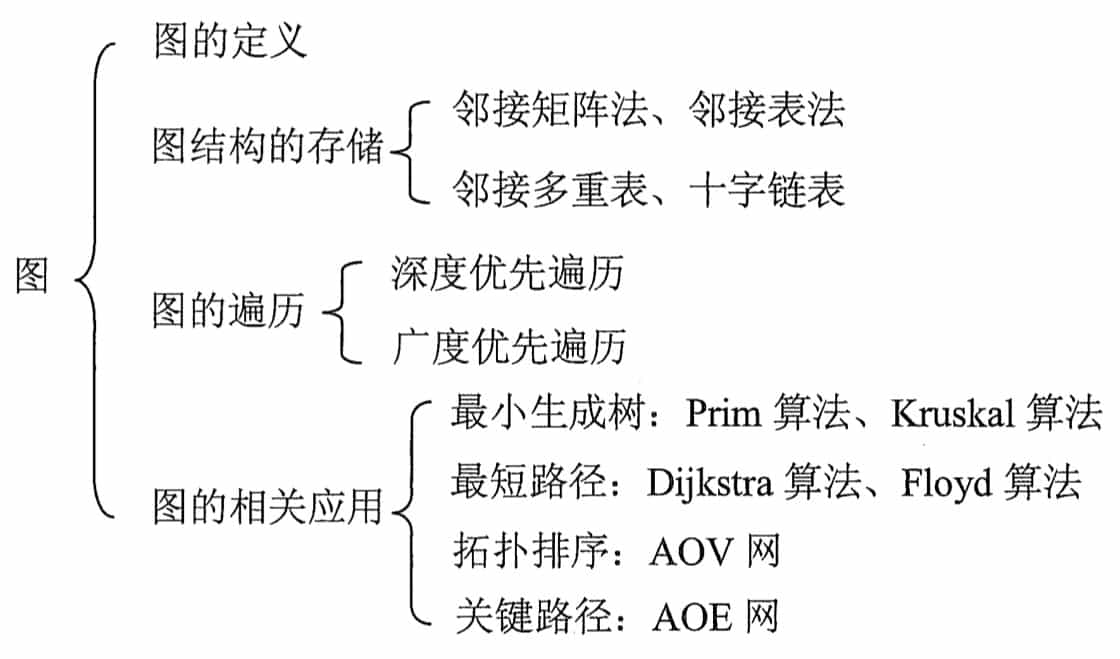 图
图的定义
图结构的存储
邻接矩阵法、邻接表法
邻接多重表、十字链表
图的遍历
深度优先遍历
广度优先遍历
图的相关应用
最小生成树：Prim 算法、Kruskal 算法
最短路径：Dijkstra 算法、Floyd 算法
拓扑排序：AOV 网
关键路径：AOE 网